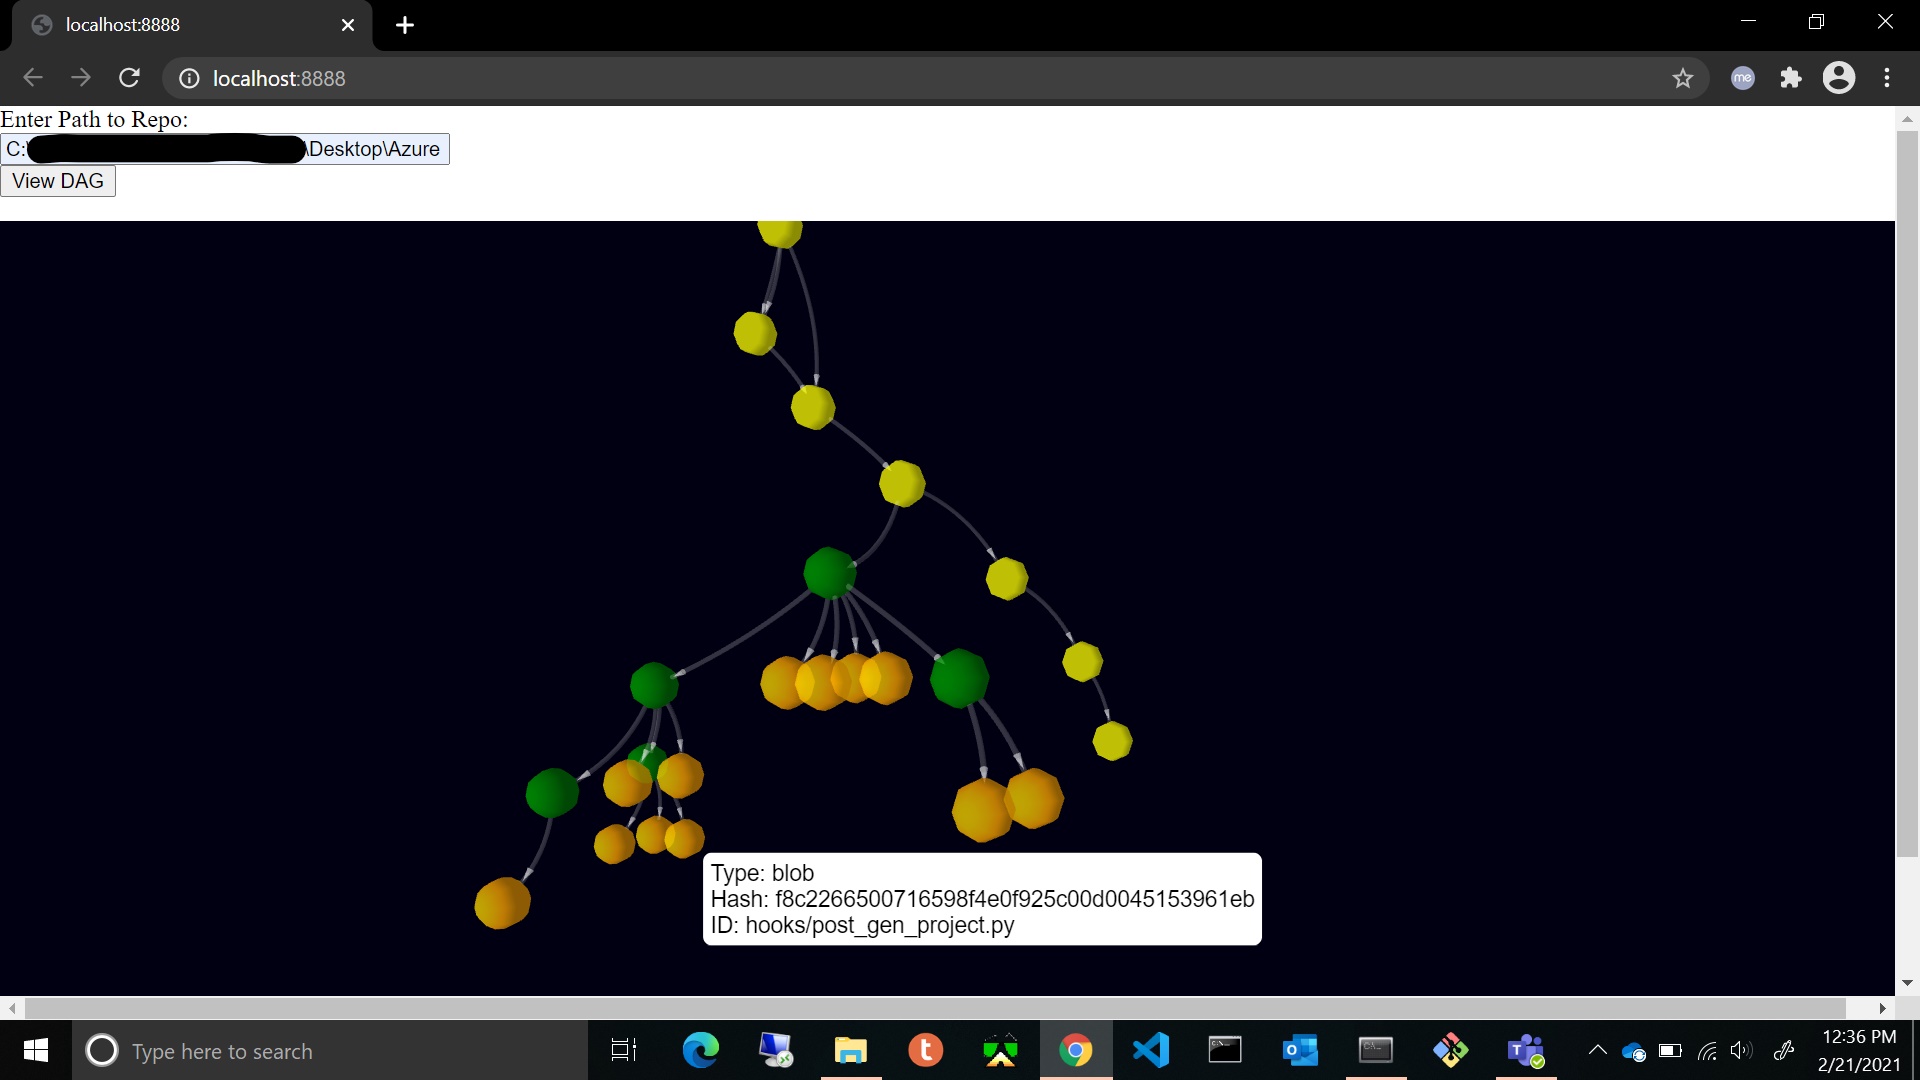 localhost:8888
localhost:8888
me
Enter Path to Repo:
C:\ \Desktop\Azure
View DAG
Type: blob
Hash: f8c2266500716598f4e0f925c00d0045153961eb
ID: hooks/post_gen_project.py
Type here to search
12:36 PM
2/21/2021